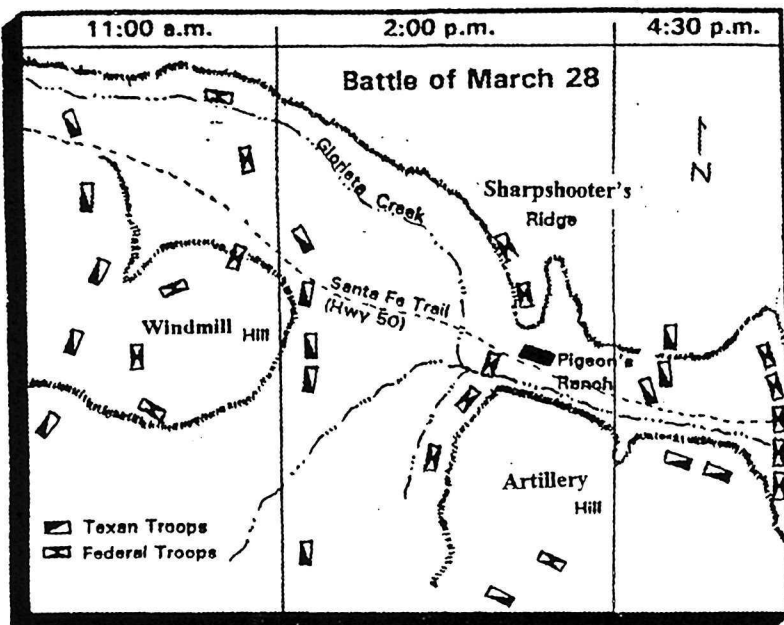 11:00 a.m.
2:00 p.m.
4:30 p.m.
Battle of March 28
Glorieta Creek
Sharpshooter's
Ridge
N
Santa Fe Trail
(Hwy 50)
Windmill Hill
Pigeon's
Ranch
Artillery
Hill
Texan Troops
Federal Troops